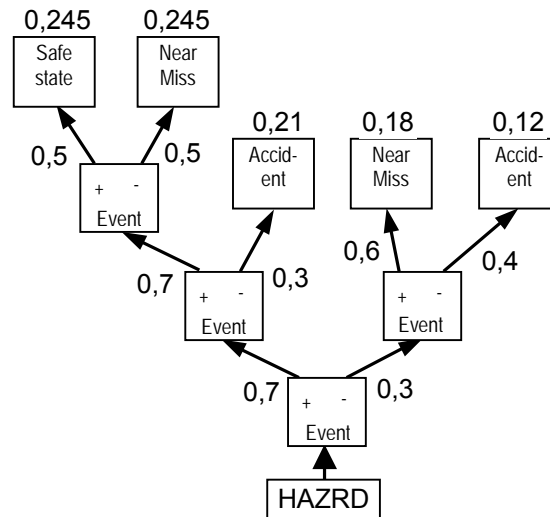 0,245 0,245
Safe state
Near Miss
0,21 0,18 0,12
0,5 0,5
Accid-ent
Near Miss
Accid-ent
+ -
Event
0,6 0,4
0,7 0,3
+ -
Event
+ -
Event
0,7 0,3
+ -
Event
HAZRD